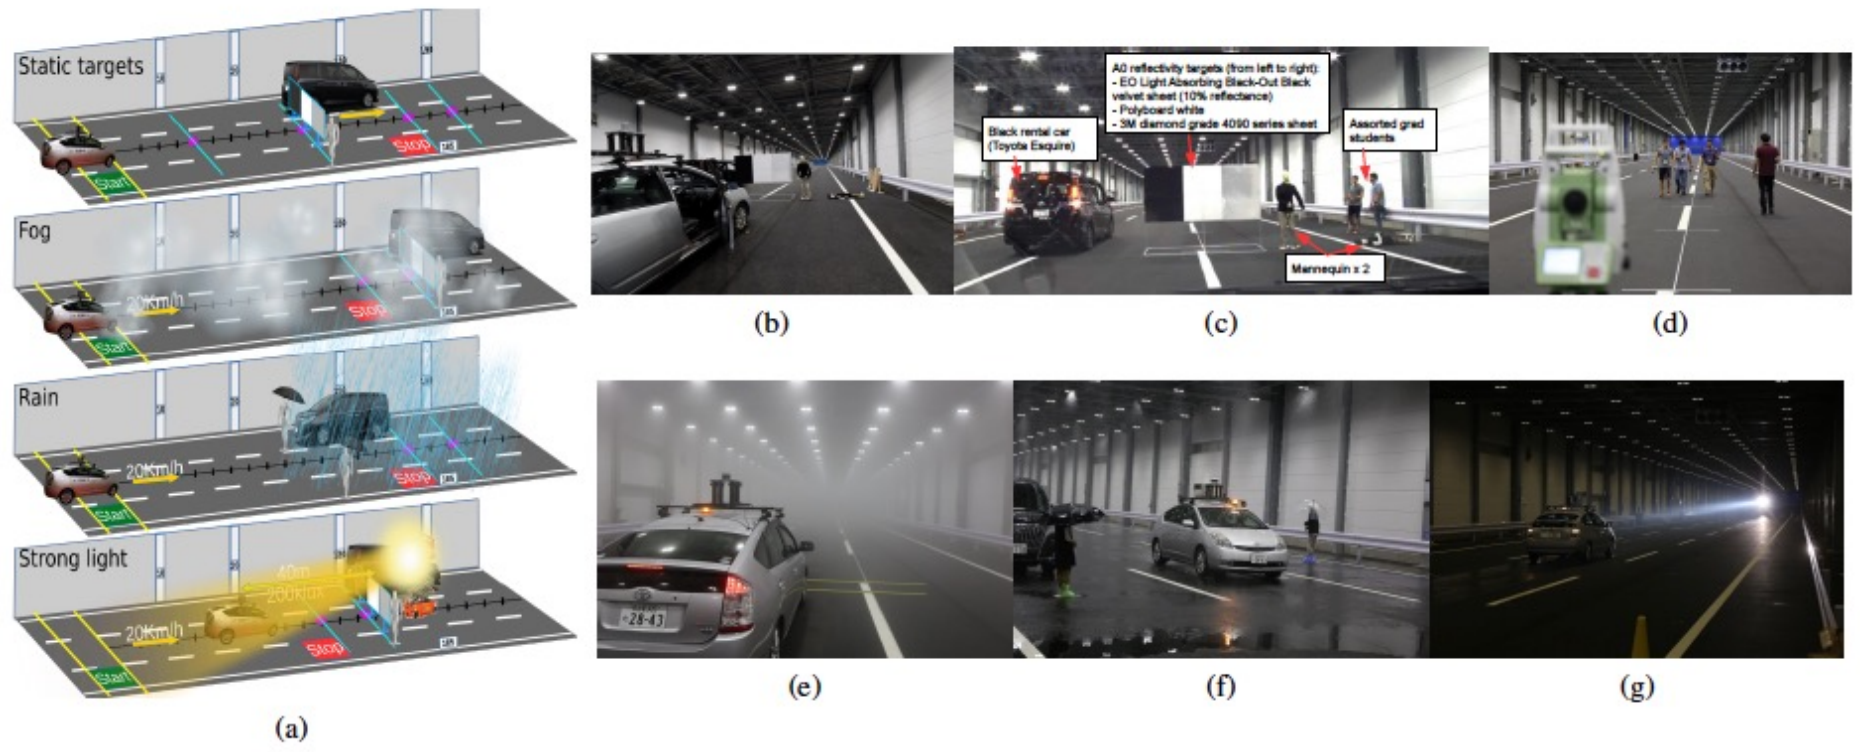 Static targets
Stop
Start
Fog
20Km/h
Stop
Start
Rain
20Km/h
Stop
Start
Strong light
40m
200klux
20Km/h
Stop
Start
(a)
(b)
Black rental car
(Toyota Esquire)
A0 reflectivity targets (from left to right):
- EO Light Absorbing Black-Out Black
velvet sheet (10% reflectance)
- Polyboard white
- 3M diamond grade 4090 series sheet
Assorted grad
students
Mannequin x 2
(c)
(d)
28-43
(e)
(f)
(g)